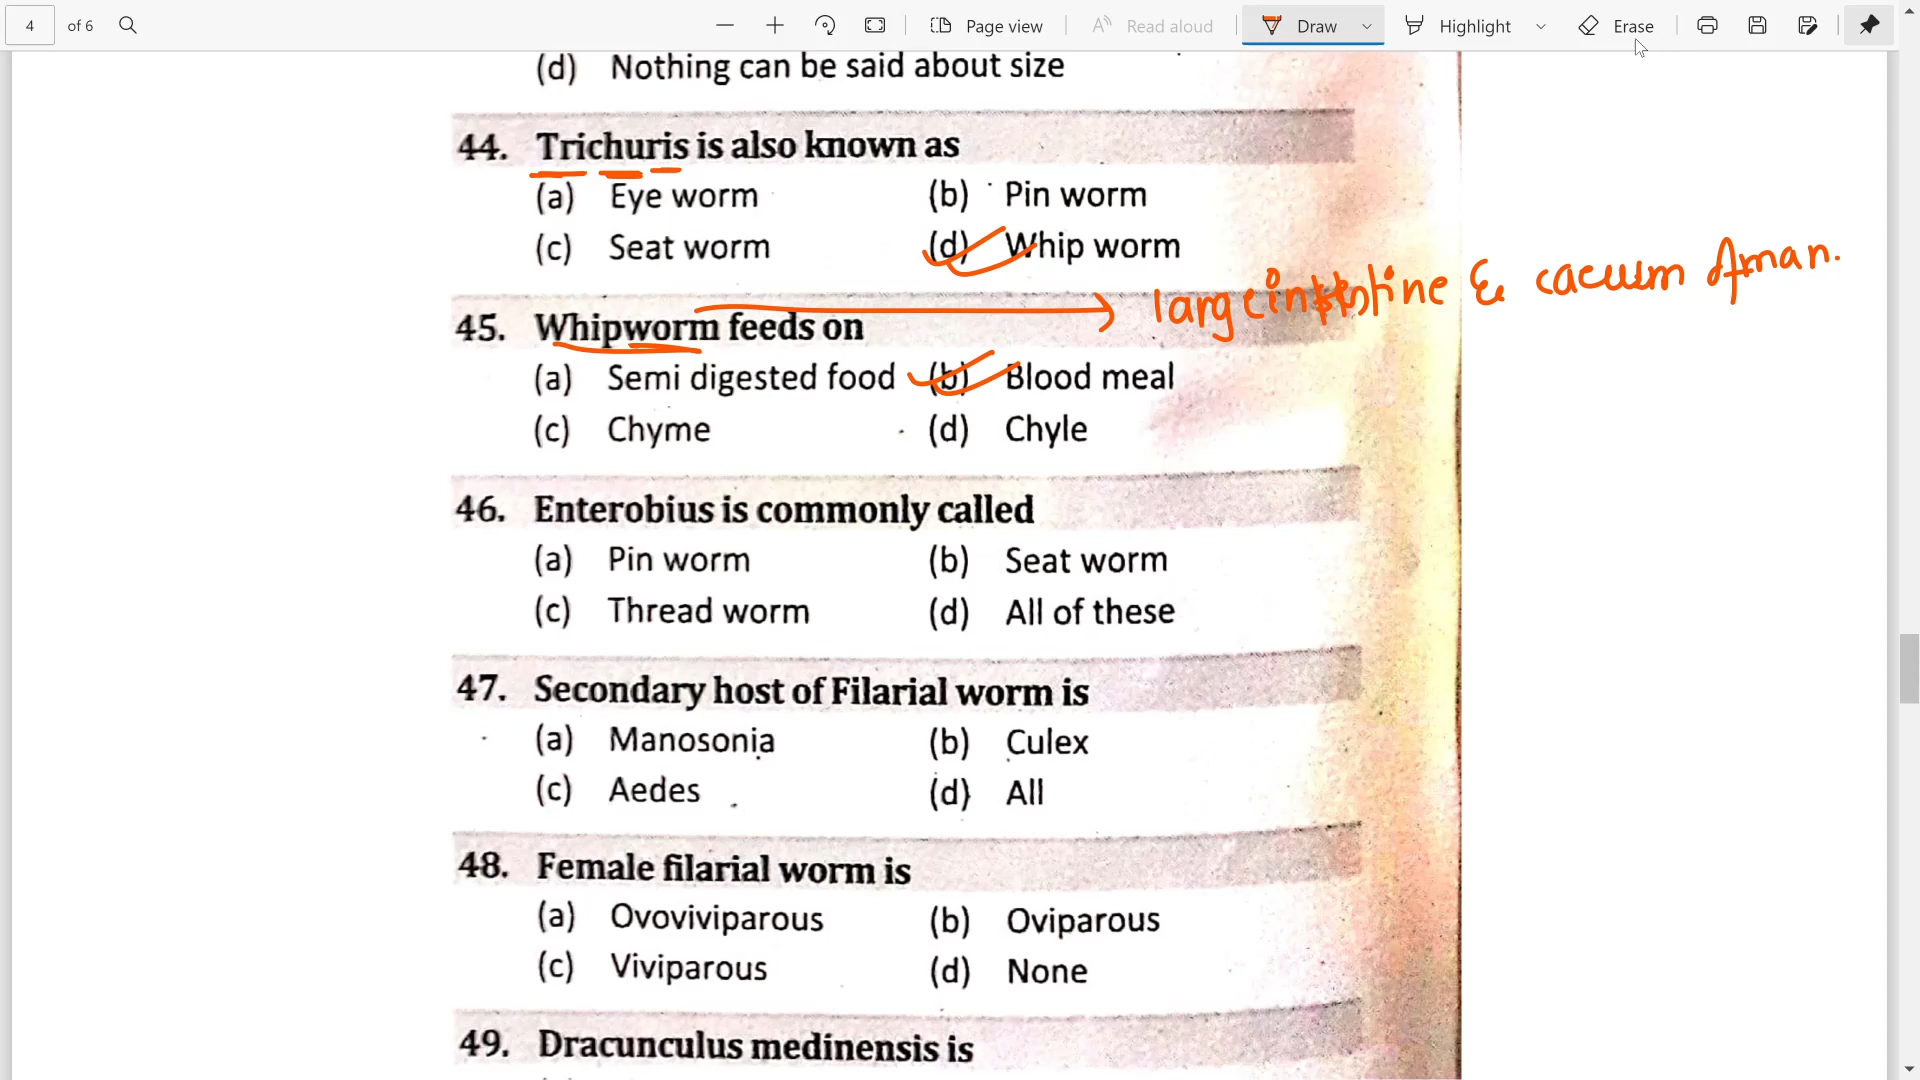 4 of 6 Page view Read aloud Draw Highlight Erase
(d) Nothing can be said about size
44. Trichuris is also known as
(a) Eye worm (b) Pin worm
(c) Seat worm (d) Whip worm
large intestine & cacuum of man.
45. Whipworm feeds on
(a) Semi digested food (b) Blood meal
(c) Chyme (d) Chyle
46. Enterobius is commonly called
(a) Pin worm (b) Seat worm
(c) Thread worm (d) All of these
47. Secondary host of Filarial worm is
(a) Manosonia (b) Culex
(c) Aedes (d) All
48. Female filarial worm is
(a) Ovoviviparous (b) Oviparous
(c) Viviparous (d) None
49. Dracunculus medinensis is